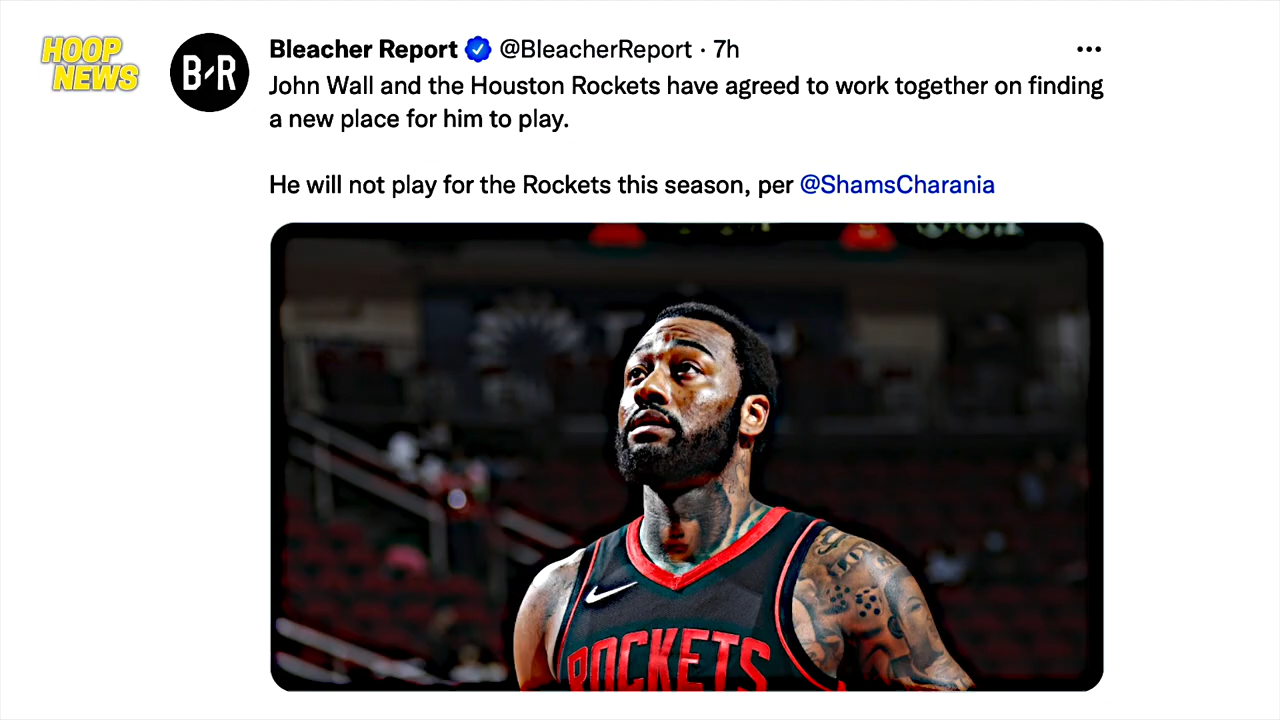 HOOP
NEWS
B/R
Bleacher Report @BleacherReport · 7h
John Wall and the Houston Rockets have agreed to work together on finding
a new place for him to play.
He will not play for the Rockets this season, per @ShamsCharania
ROCKETS